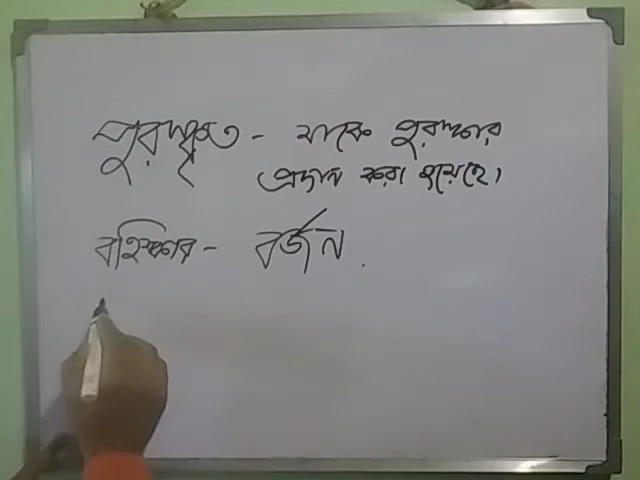 পুরস্কৃত - যাকে পুরস্কার
প্রদান করা হয়েছে।
বহিস্কার - বর্জন.